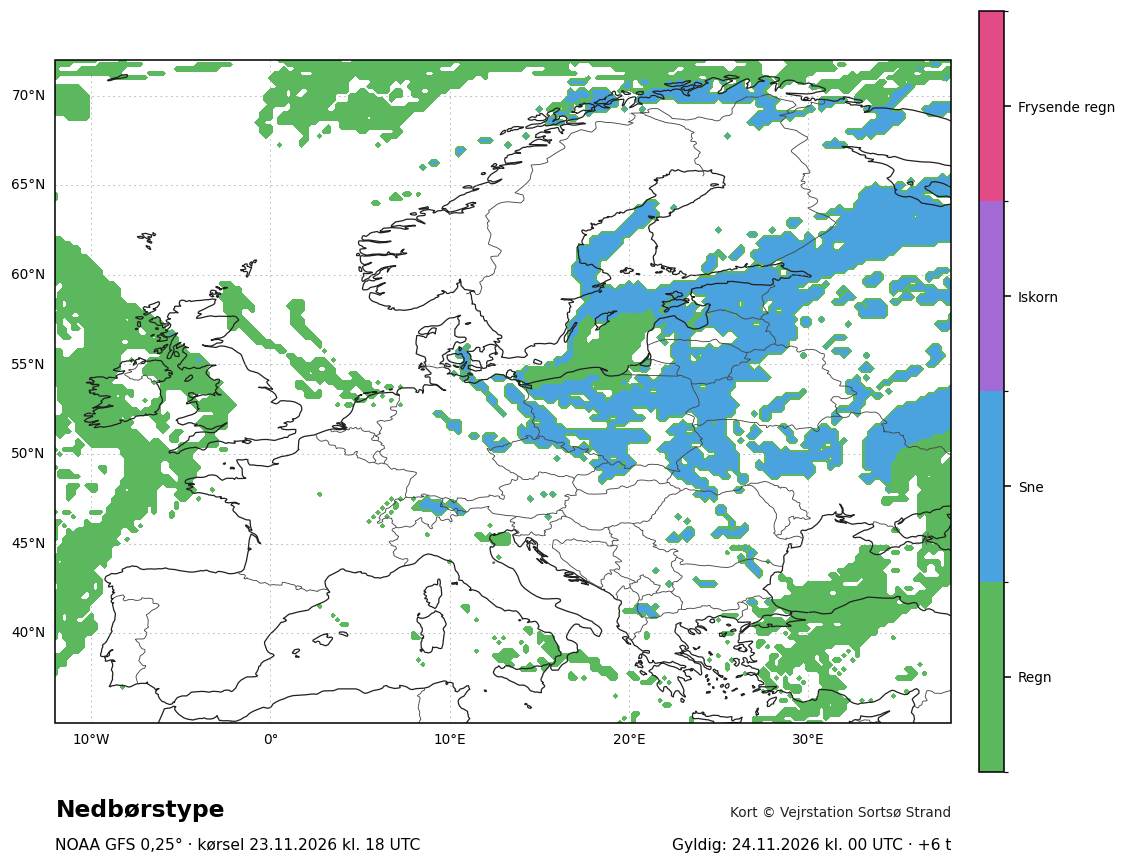 70°N
65°N
60°N
55°N
50°N
45°N
40°N
10°W
0°
10°E
20°E
30°E
Frysende regn
Iskorn
Sne
Regn
Nedbørstype
Kort © Vejrstation Sortsø Strand
NOAA GFS 0,25° · kørsel 23.11.2026 kl. 18 UTC
Gyldig: 24.11.2026 kl. 00 UTC · +6 t